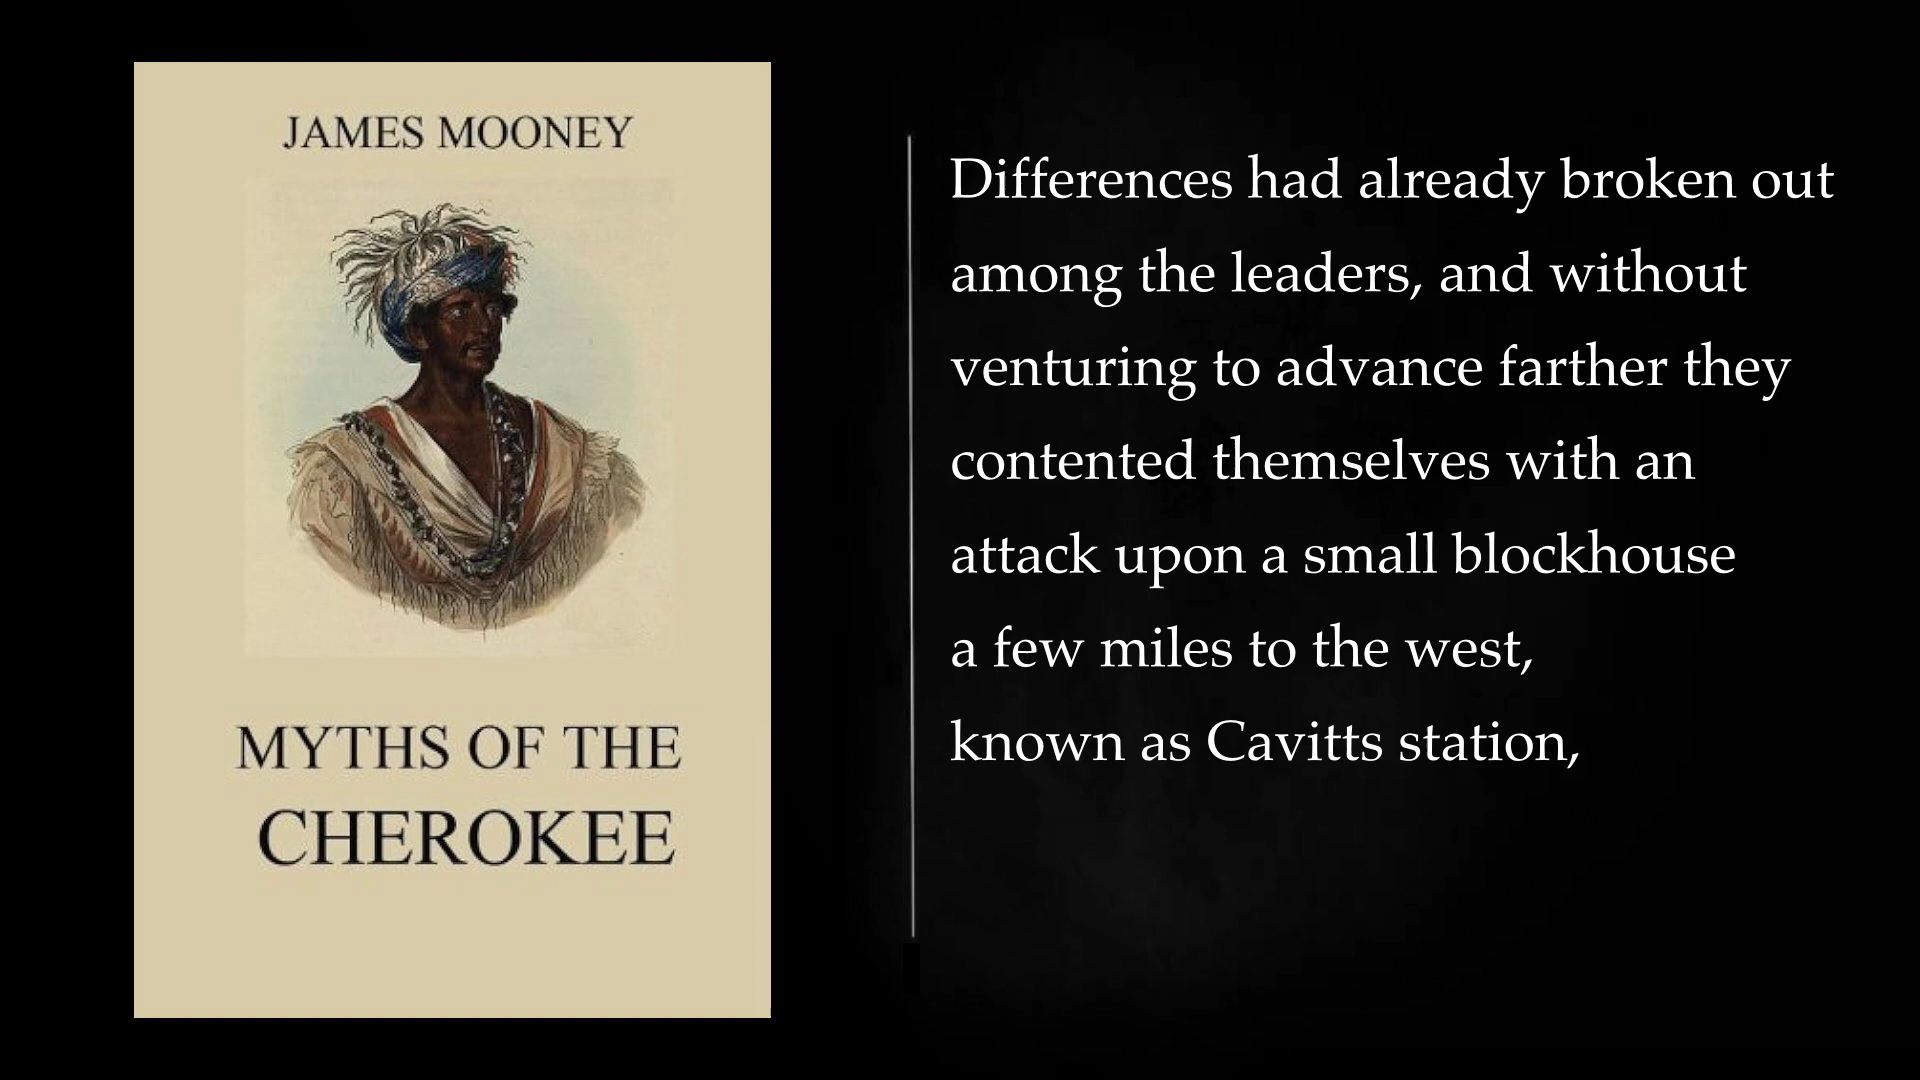 JAMES MOONEY
MYTHS OF THE
CHEROKEE
Differences had already broken out
among the leaders, and without
venturing to advance farther they
contented themselves with an
attack upon a small blockhouse
a few miles to the west,
known as Cavitts station,